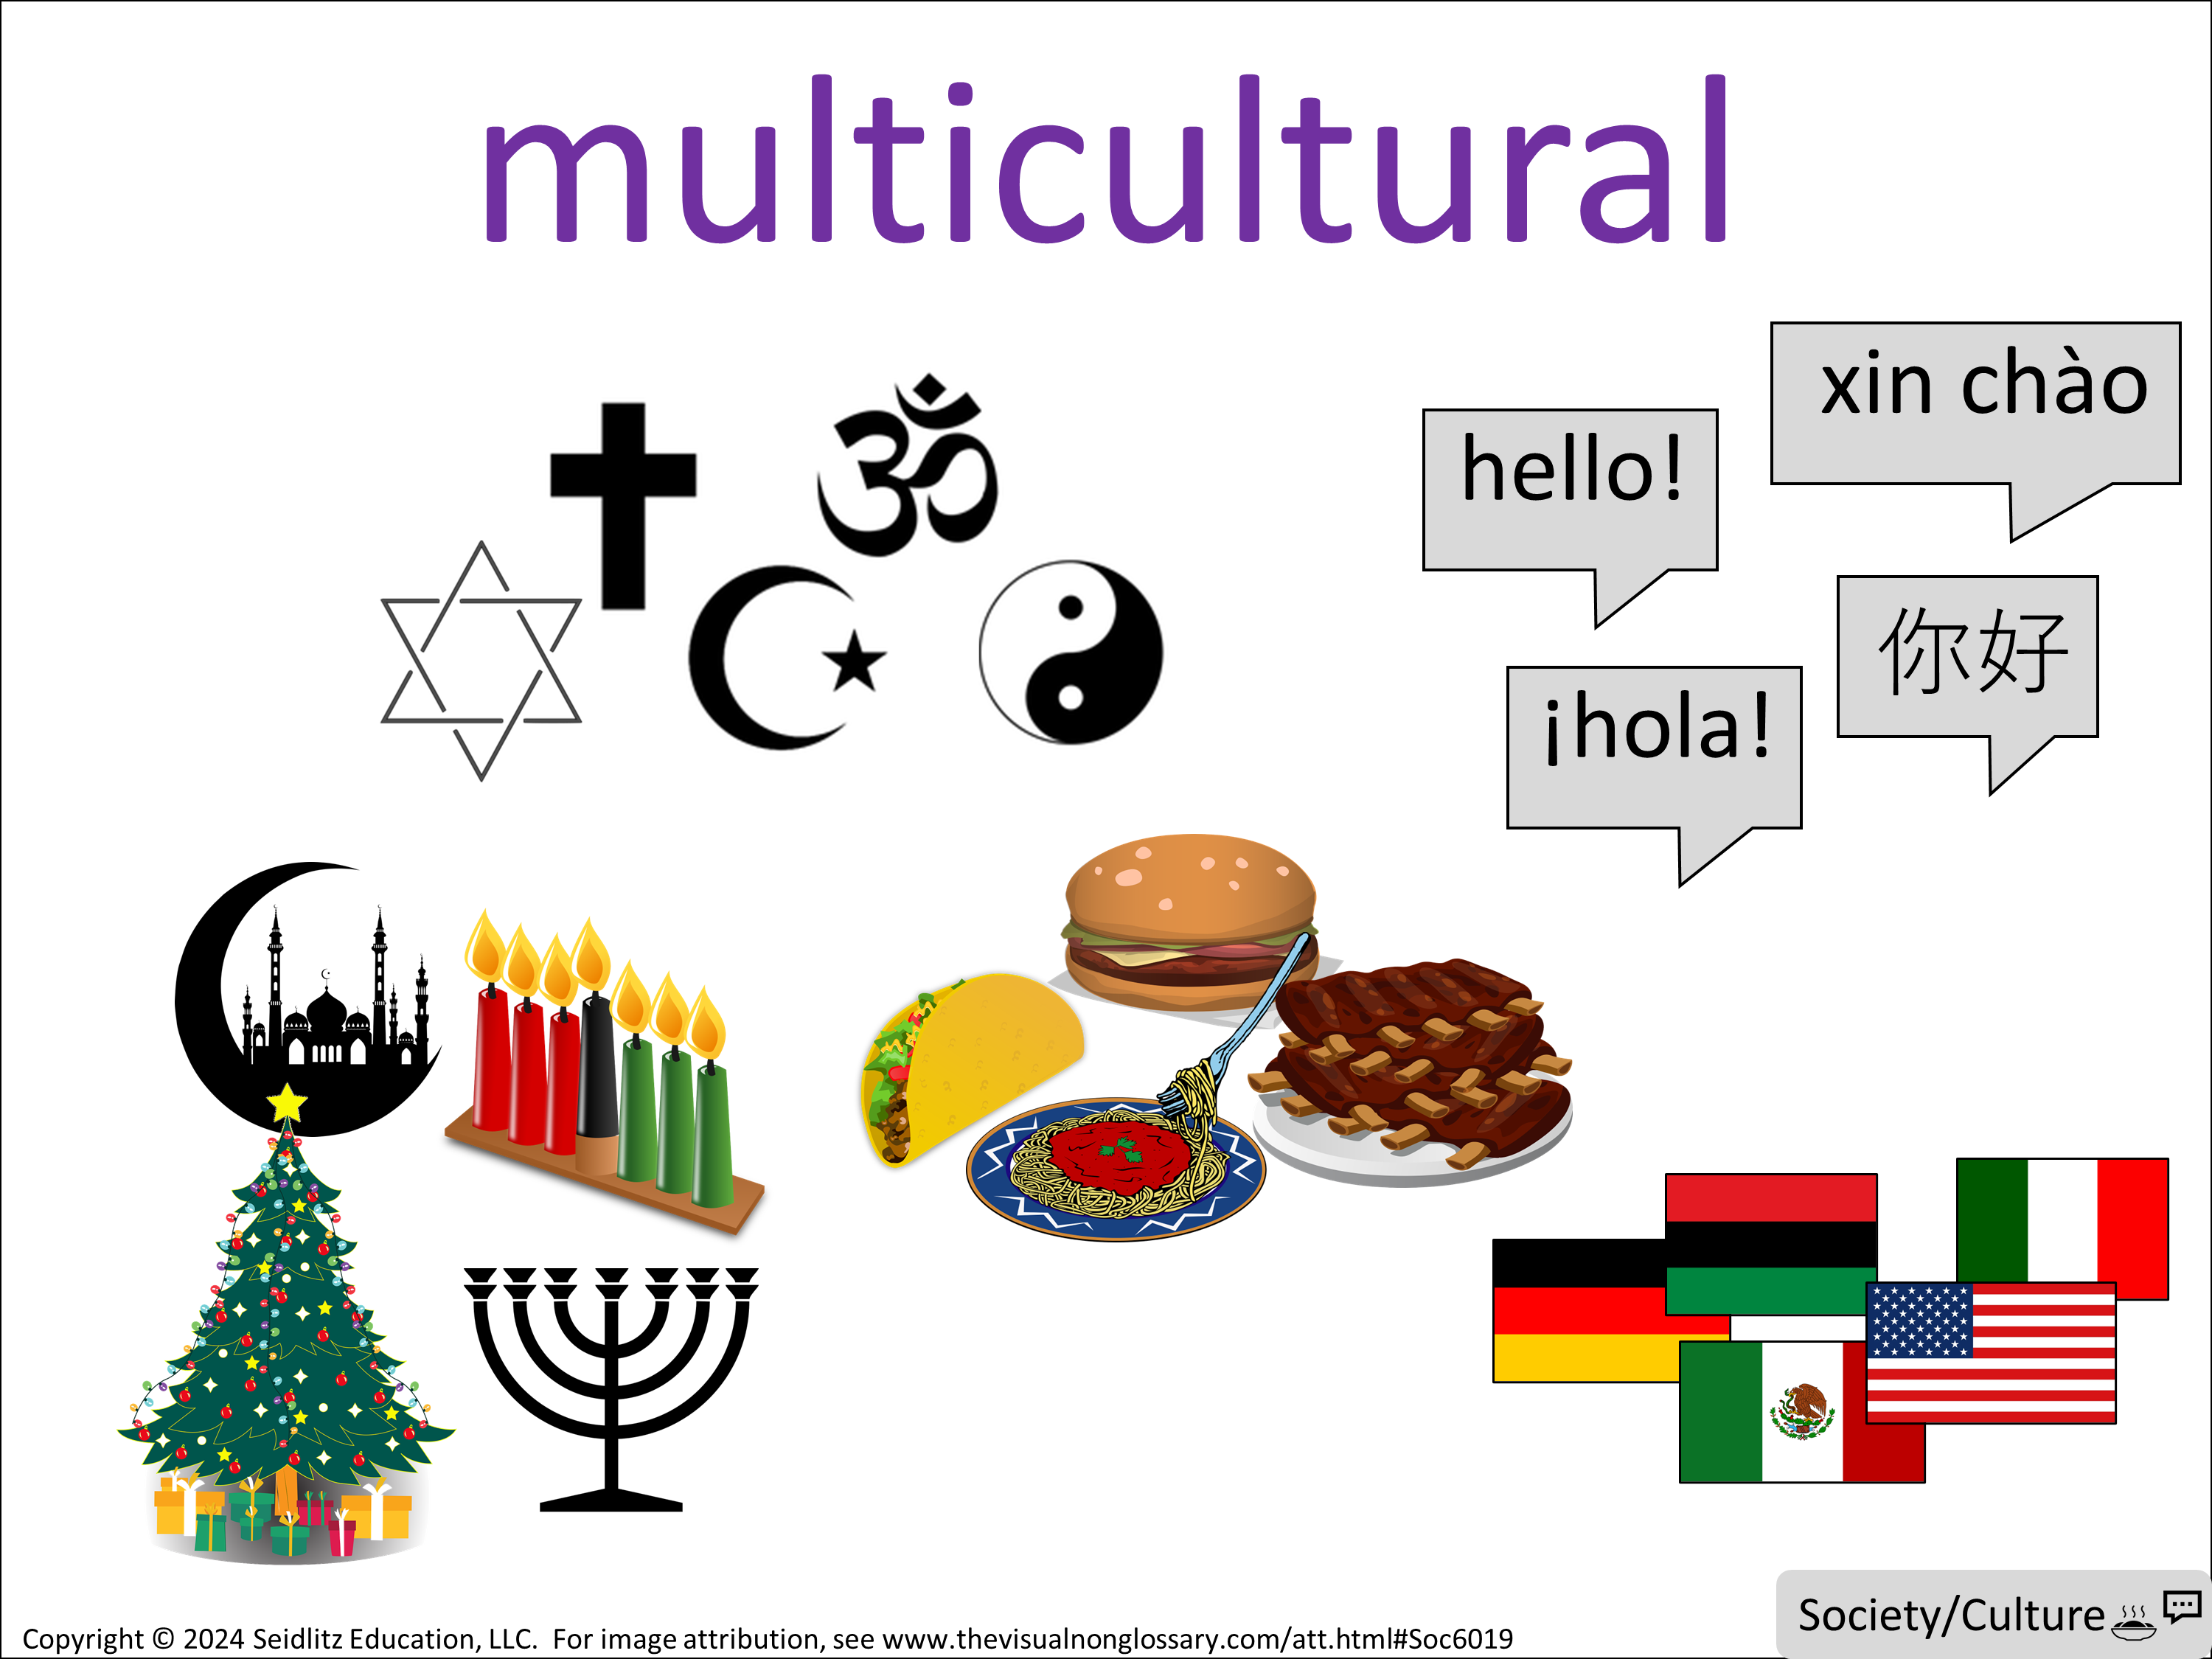 multicultural
xin chào
hello!
你好
¡hola!
Society/Culture
Copyright © 2024 Seidlitz Education, LLC.  For image attribution, see www.thevisualnonglossary.com/att.html#Soc6019